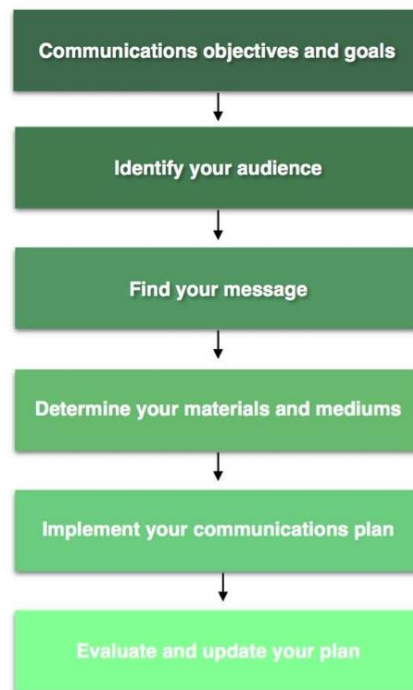 Communications objectives and goals
Identify your audience
Find your message
Determine your materials and mediums
Implement your communications plan
Evaluate and update your plan